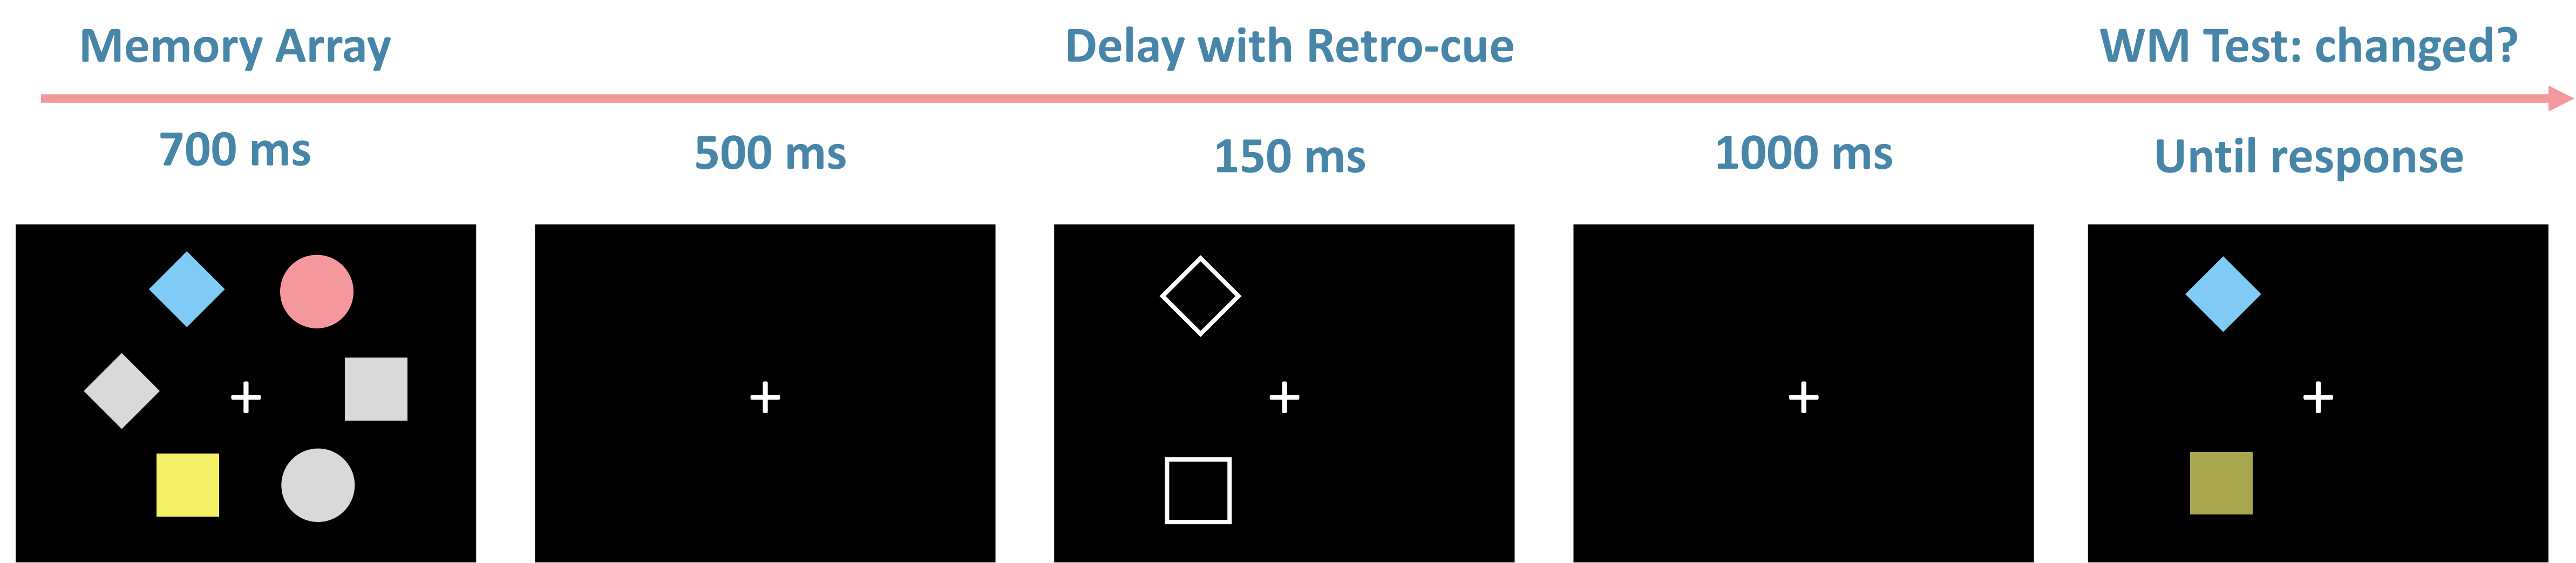 Memory Array
Delay with Retro-cue
WM Test: changed?
700 ms
500 ms
150 ms
1000 ms
Until response